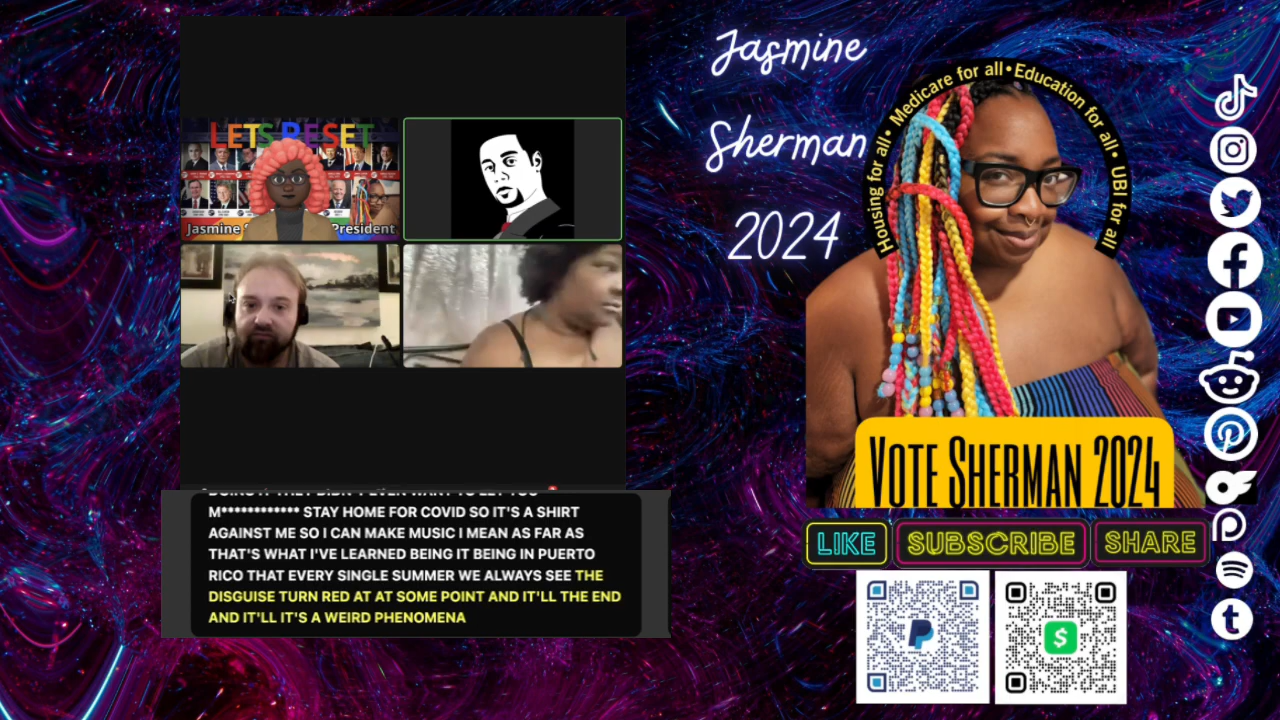 LETS RESET
Jasmine
President
M************ STAY HOME FOR COVID SO IT'S A SHIRT
AGAINST ME SO I CAN MAKE MUSIC I MEAN AS FAR AS
THAT'S WHAT I'VE LEARNED BEING IT BEING IN PUERTO
RICO THAT EVERY SINGLE SUMMER WE ALWAYS SEE THE
DISGUISE TURN RED AT AT SOME POINT AND IT'LL THE END
AND IT'LL IT'S A WEIRD PHENOMENA
Jasmine
Sherman
2024
Housing for all• Medicare for all•Education for all• UBI for all
VOTE SHERMAN 2024
LIKE
SUBSCRIBE
SHARE